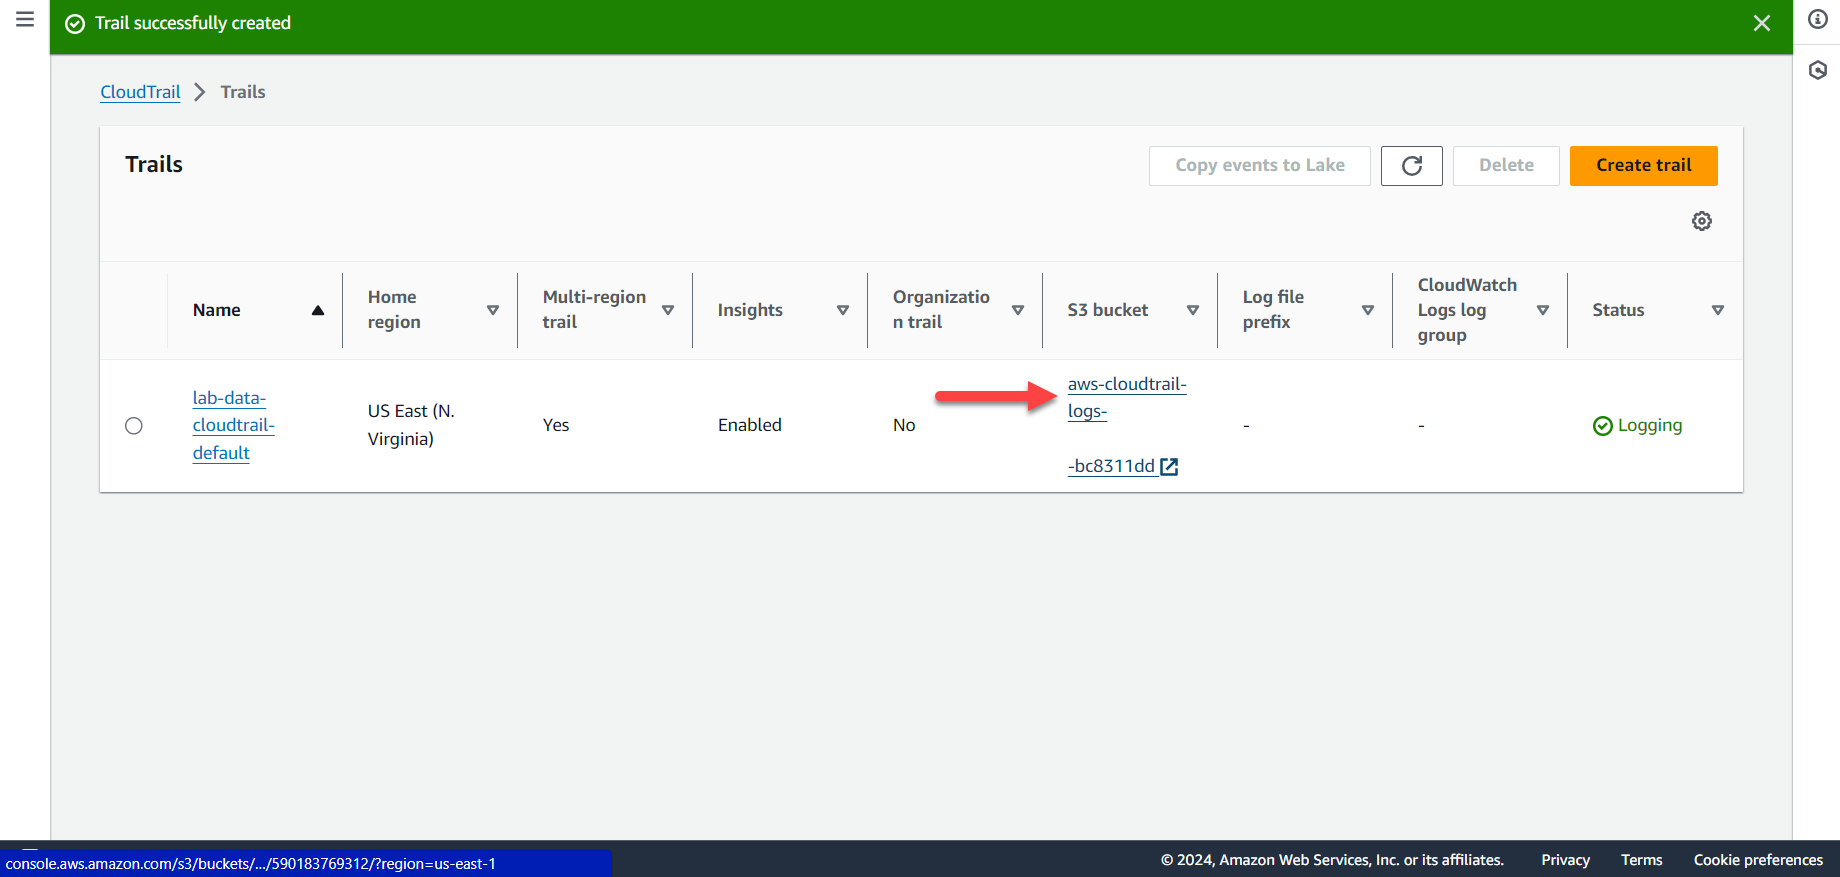 Trail successfully created
CloudTrail
Trails
Trails
Copy events to Lake
Delete
Create trail
Name
Home
region
Multi-region
trail
Insights
Organizatio
n trail
S3 bucket
Log file
prefix
CloudWatch
Logs log
group
Status
lab-data-
cloudtrail-
default
US East (N.
Virginia)
Yes
Enabled
No
aws-cloudtrail-
logs-
-bc8311dd
-
-
Logging
console.aws.amazon.com/s3/buckets/.../590183769312/?region=us-east-1
© 2024, Amazon Web Services, Inc. or its affiliates.
Privacy
Terms
Cookie preferences